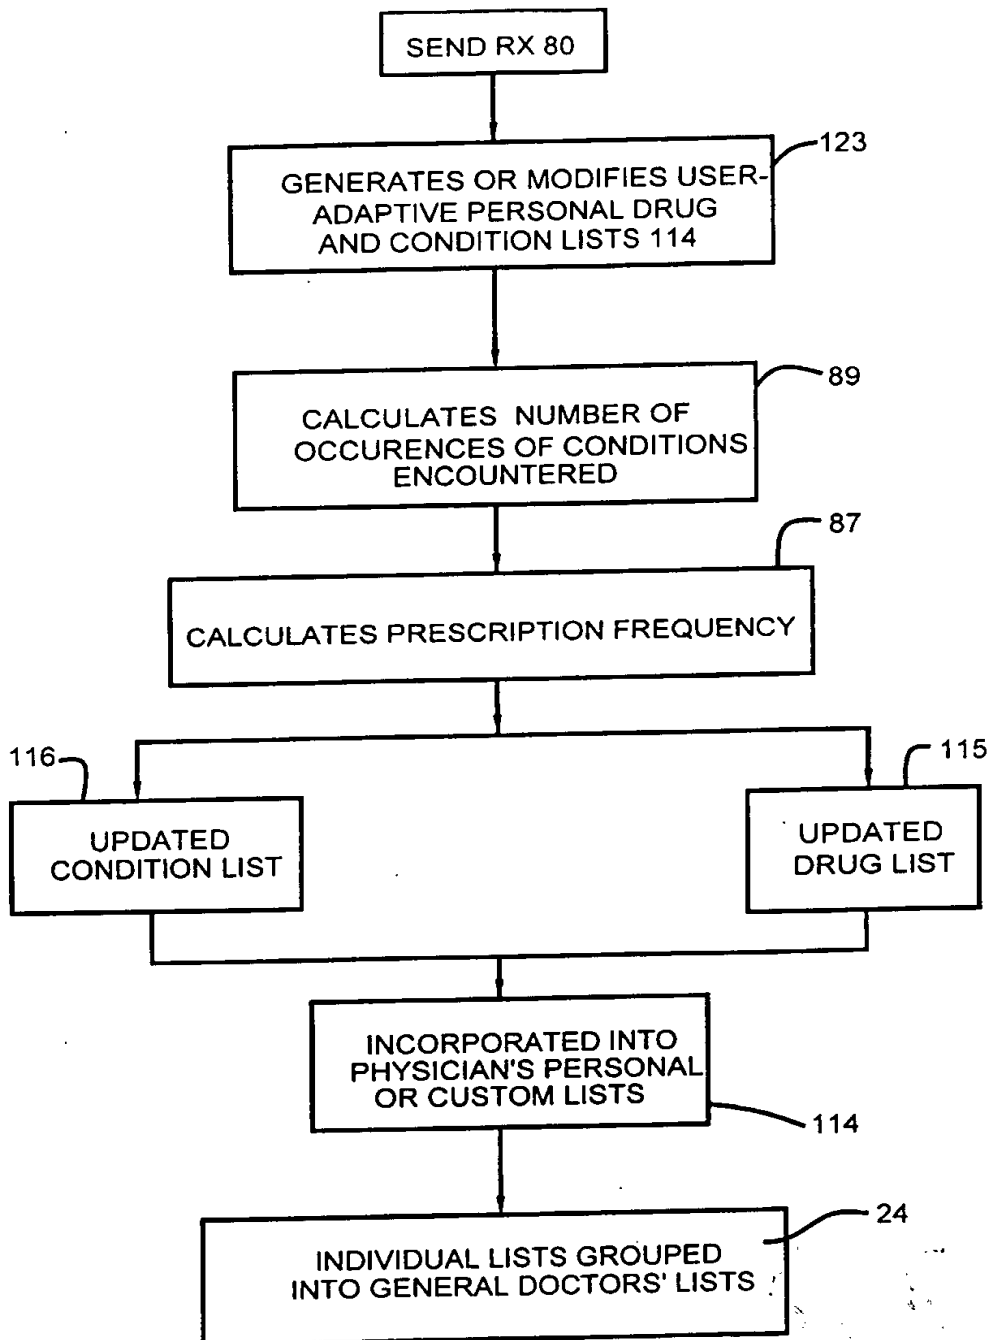 SEND RX 80
123
GENERATES OR MODIFIES USER-
ADAPTIVE PERSONAL DRUG
AND CONDITION LISTS 114
89
CALCULATES NUMBER OF
OCCURENCES OF CONDITIONS
ENCOUNTERED
87
CALCULATES PRESCRIPTION FREQUENCY
116
115
UPDATED
CONDITION LIST
UPDATED
DRUG LIST
INCORPORATED INTO
PHYSICIAN'S PERSONAL
OR CUSTOM LISTS
114
24
INDIVIDUAL LISTS GROUPED
INTO GENERAL DOCTORS' LISTS